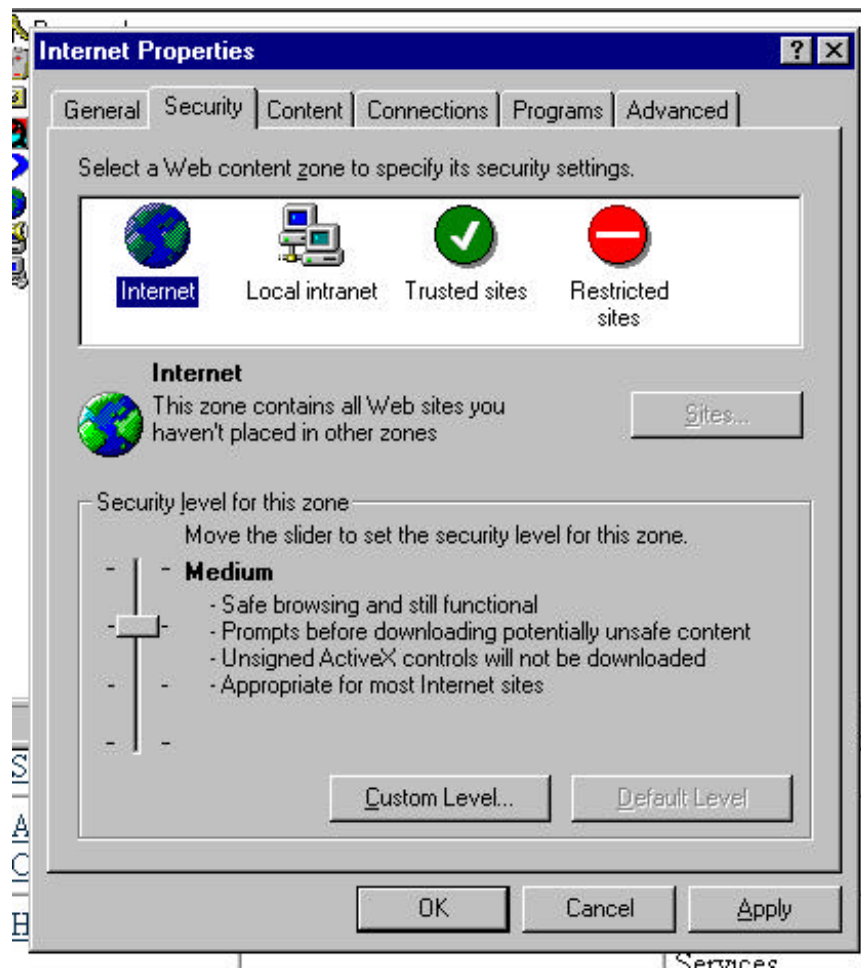 Internet Properties
General Security Content Connections Programs Advanced
Select a Web content zone to specify its security settings.
Internet Local intranet Trusted sites Restricted
sites
Internet
This zone contains all Web sites you
haven't placed in other zones
Sites...
Security level for this zone
Move the slider to set the security level for this zone.
Medium
- Safe browsing and still functional
- Prompts before downloading potentially unsafe content
- Unsigned ActiveX controls will not be downloaded
- Appropriate for most Internet sites
Custom Level... Default Level
S
A
C
OK Cancel Apply
H
Services